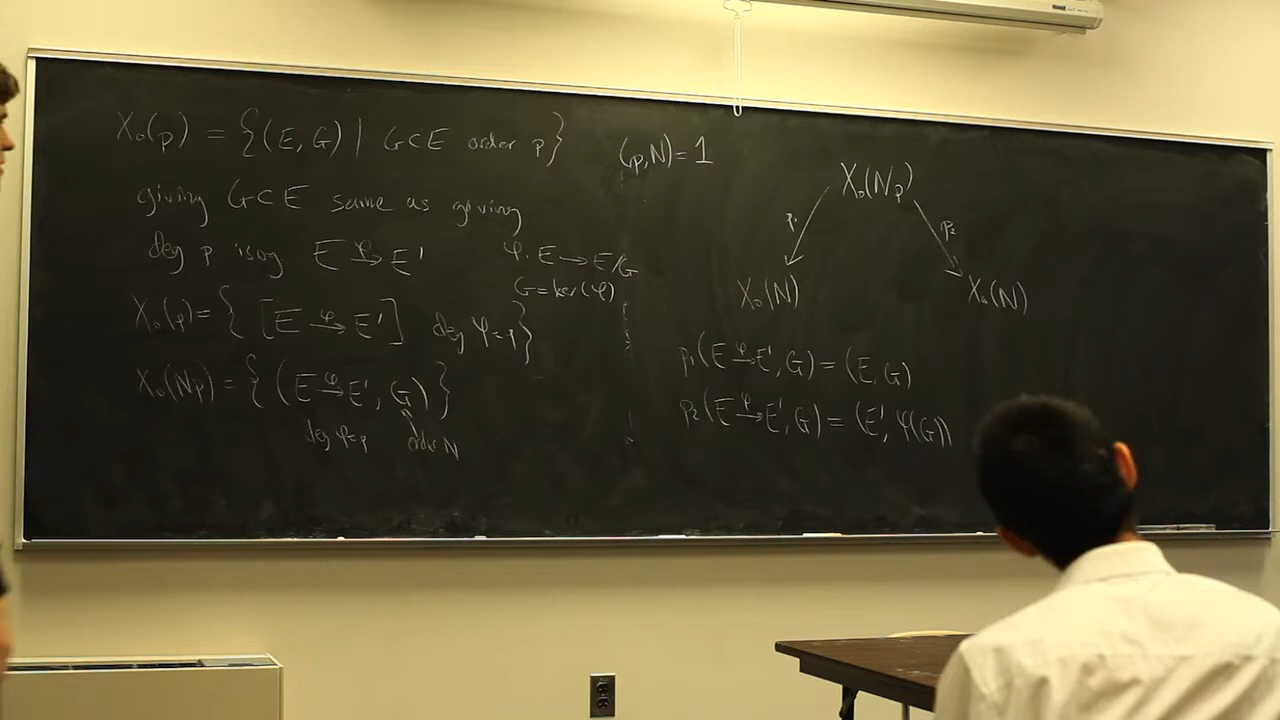 X₀(p) = {(E,G) | G⊂E order p}
giving G⊂E same as giving
deg p isog E →^φ E'
φ: E → E/G
G = ker(φ)
X₀(p) = { [E →^φ E'] deg φ=p }
X₀(Np) = { (E →^φ E', G) }
deg φ=p
order N
(p,N)=1
X₀(Np)
p₁
p₂
X₀(N)
X₀(N)
p₁(E →^φ E', G) = (E,G)
p₂(E →^φ E', G) = (E', φ(G))